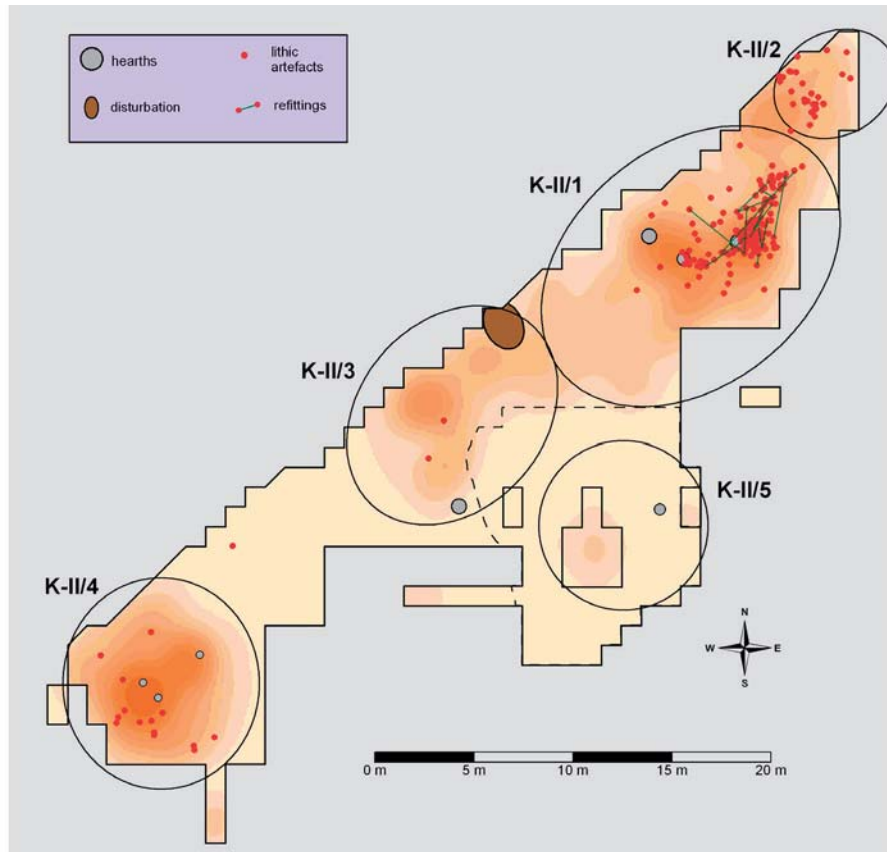 hearths
lithic
artefacts
disturbation
refittings
K-II/2
K-II/1
K-II/3
K-II/5
K-II/4
N
W E
S
0 m 5 m 10 m 15 m 20 m